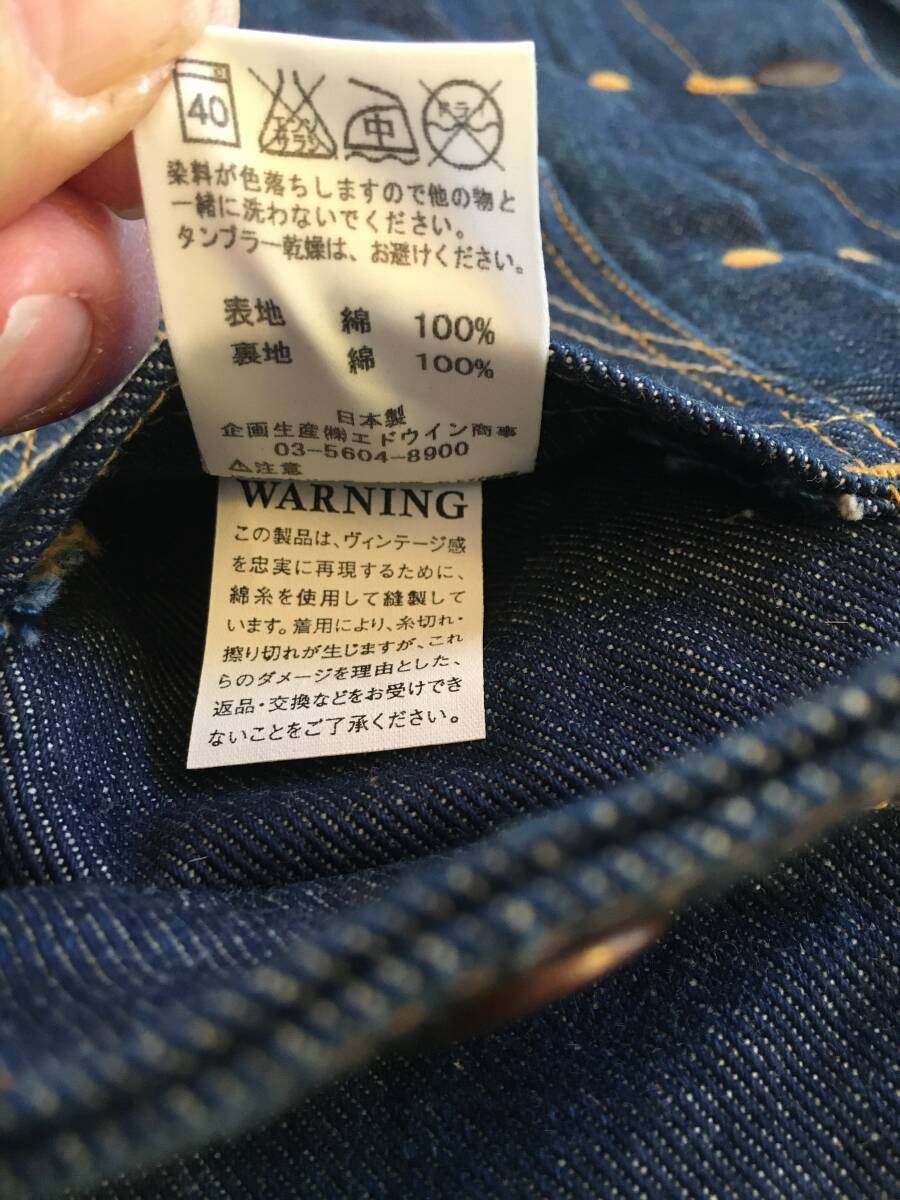 40
エンソ
サラシ
中
ドライ
染料が色落ちしますので他の物と
一緒に洗わないでください。
タンブラー乾燥は、お避けください。
表地 綿 100%
裏地 綿 100%
日本製
企画生産㈱エドウイン商事
03-5604-8900
⚠注意
WARNING
この製品は、ヴィンテージ感
を忠実に再現するために、
綿糸を使用して縫製して
います。着用により、糸切れ・
擦り切れが生じますが、これ
らのダメージを理由とした、
返品・交換などをお受けでき
ないことをご了承ください。